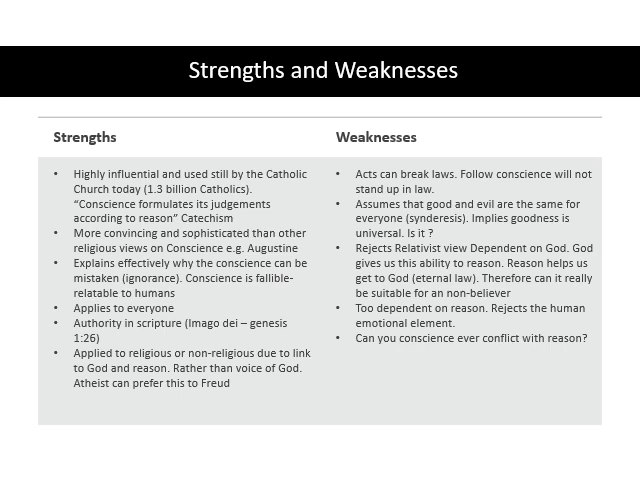 Strengths and Weaknesses
Strengths
• Highly influential and used still by the Catholic
Church today (1.3 billion Catholics).
“Conscience formulates its judgements
according to reason” Catechism
• More convincing and sophisticated than other
religious views on Conscience e.g. Augustine
• Explains effectively why the conscience can be
mistaken (ignorance). Conscience is fallible-
relatable to humans
• Applies to everyone
• Authority in scripture (Imago dei – genesis
1:26)
• Applied to religious or non-religious due to link
to God and reason. Rather than voice of God.
Atheist can prefer this to Freud
Weaknesses
• Acts can break laws. Follow conscience will not
stand up in law.
• Assumes that good and evil are the same for
everyone (synderesis). Implies goodness is
universal. Is it ?
• Rejects Relativist view Dependent on God. God
gives us this ability to reason. Reason helps us
get to God (eternal law). Therefore can it really
be suitable for an non-believer
• Too dependent on reason. Rejects the human
emotional element.
• Can you conscience ever conflict with reason?